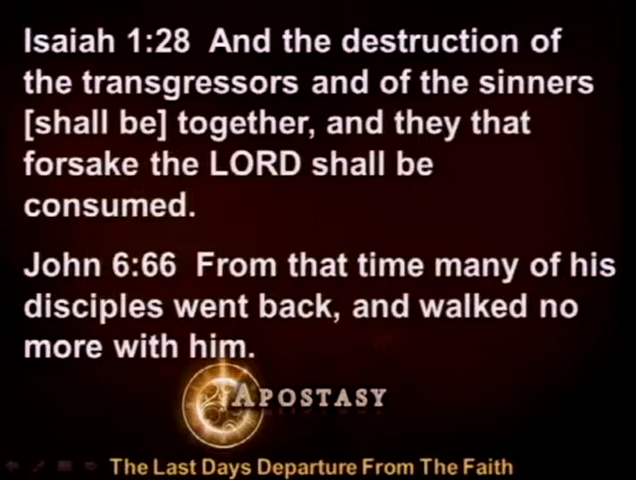 Isaiah 1:28 And the destruction of
the transgressors and of the sinners
[shall be] together, and they that
forsake the LORD shall be
consumed.
John 6:66 From that time many of his
disciples went back, and walked no
more with him.
APOSTASY
The Last Days Departure From The Faith